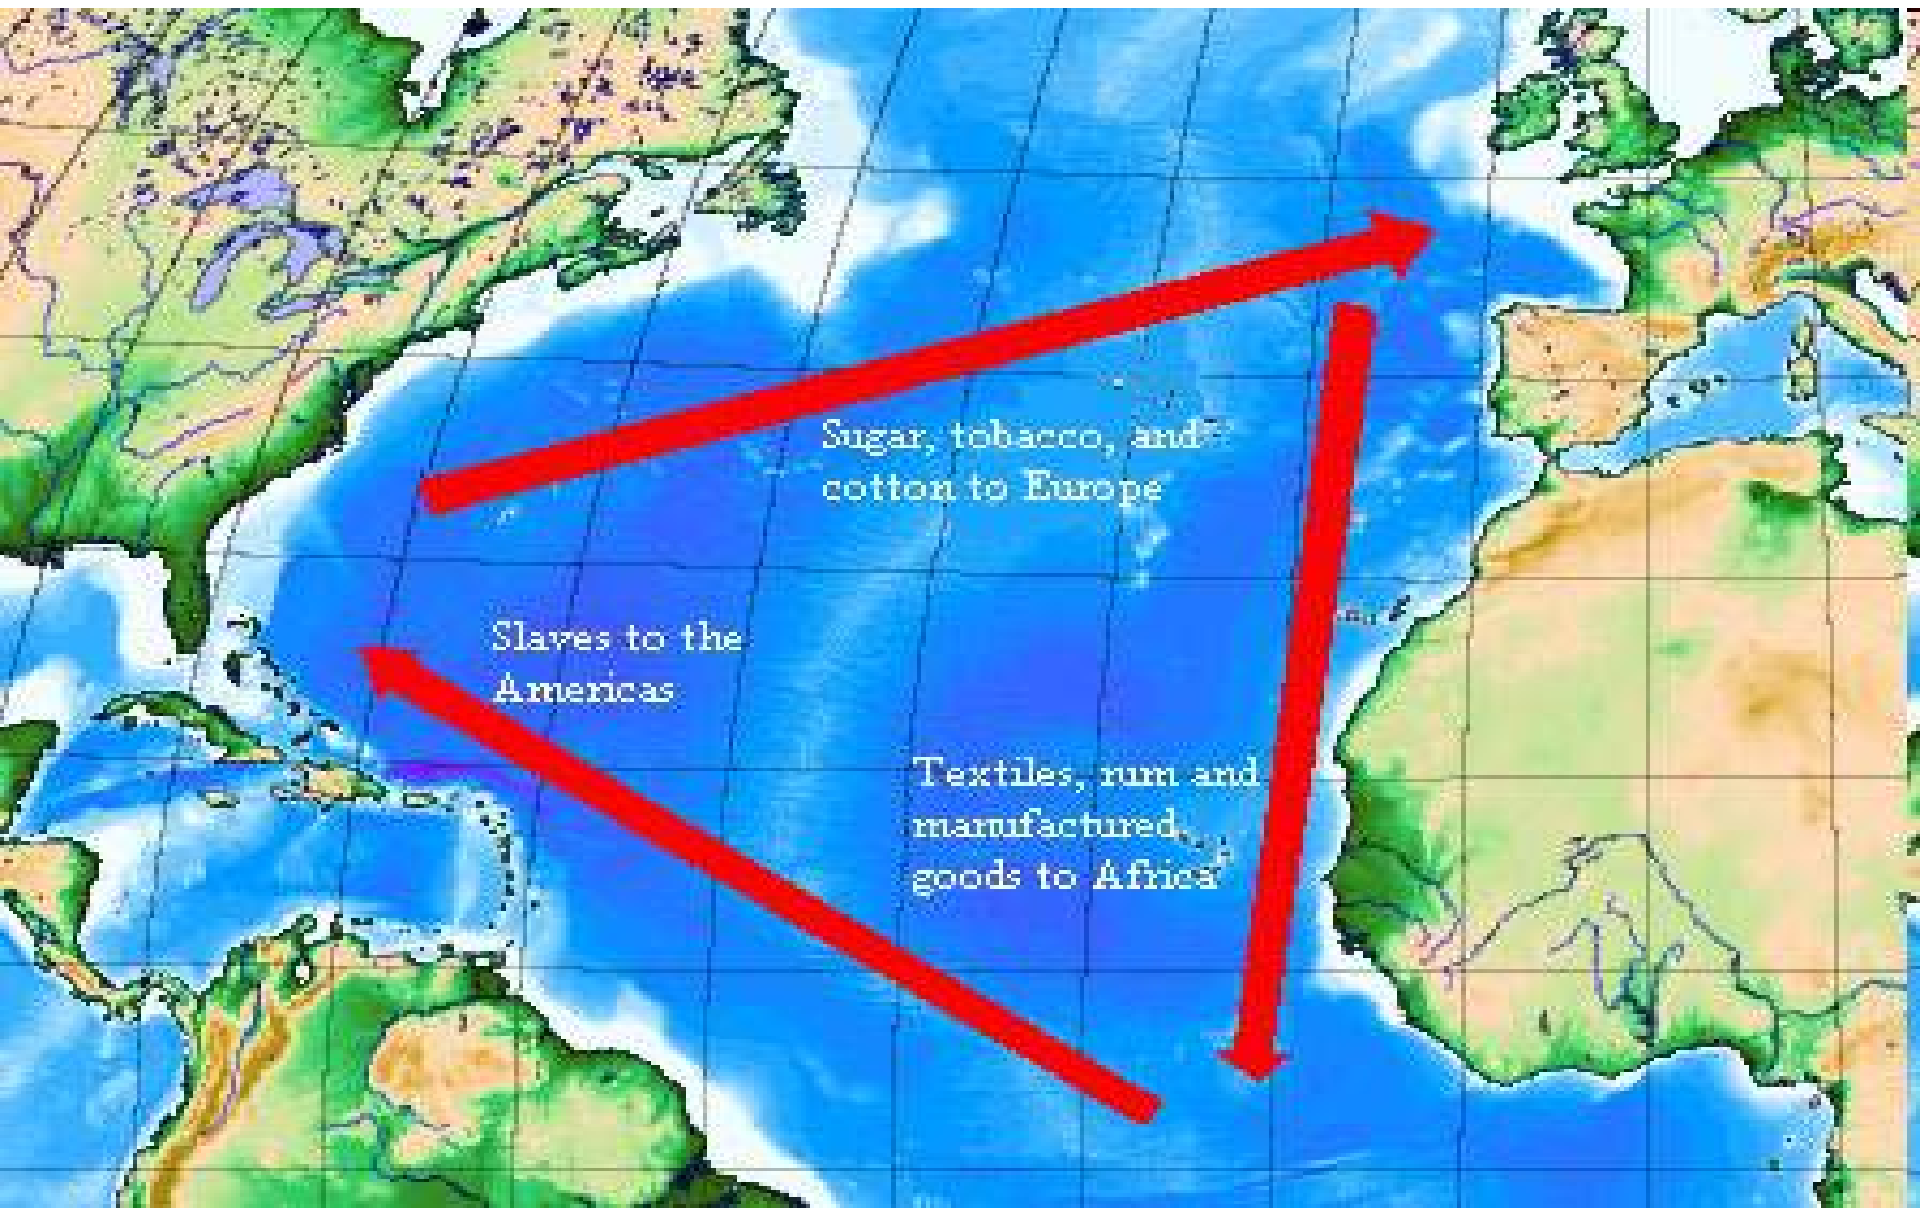 Sugar, tobacco, and
cotton to Europe
Slaves to the
Americas
Textiles, rum and
manufactured
goods to Africa